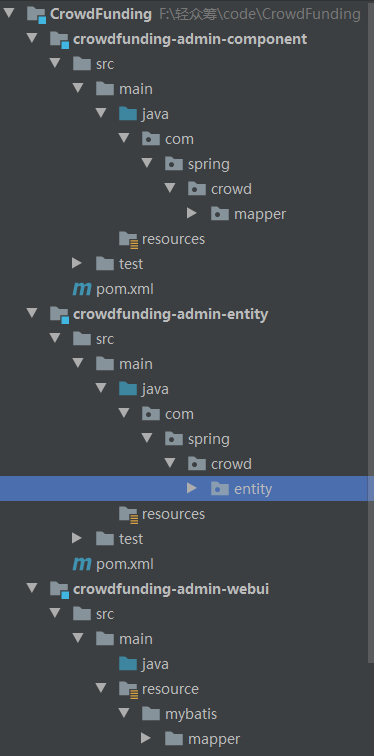 CrowdFunding F:\轻众筹\code\CrowdFunding
crowdfunding-admin-component
src
main
java
com
spring
crowd
mapper
resources
test
pom.xml
crowdfunding-admin-entity
src
main
java
com
spring
crowd
entity
resources
test
pom.xml
crowdfunding-admin-webui
src
main
java
resource
mybatis
mapper